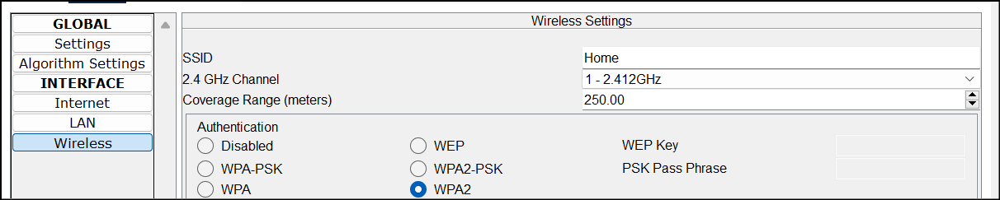 GLOBAL
Settings
Algorithm Settings
INTERFACE
Internet
LAN
Wireless
Wireless Settings
SSID Home
2.4 GHz Channel 1 - 2.412GHz
Coverage Range (meters) 250.00
Authentication
Disabled WEP WEP Key
WPA-PSK WPA2-PSK PSK Pass Phrase
WPA WPA2